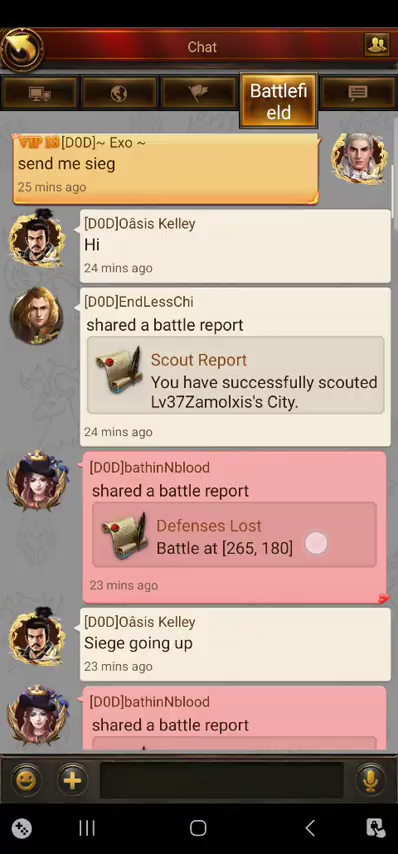 Chat
Battlefi
eld
VIP 18 [D0D]~ Exo ~
send me sieg
25 mins ago
[D0D]Oâsis Kelley
Hi
24 mins ago
[D0D]EndLessChi
shared a battle report
Scout Report
You have successfully scouted
Lv37Zamolxis's City.
24 mins ago
[D0D]bathinNblood
shared a battle report
Defenses Lost
Battle at [265, 180]
23 mins ago
[D0D]Oâsis Kelley
Siege going up
23 mins ago
[D0D]bathinNblood
shared a battle report